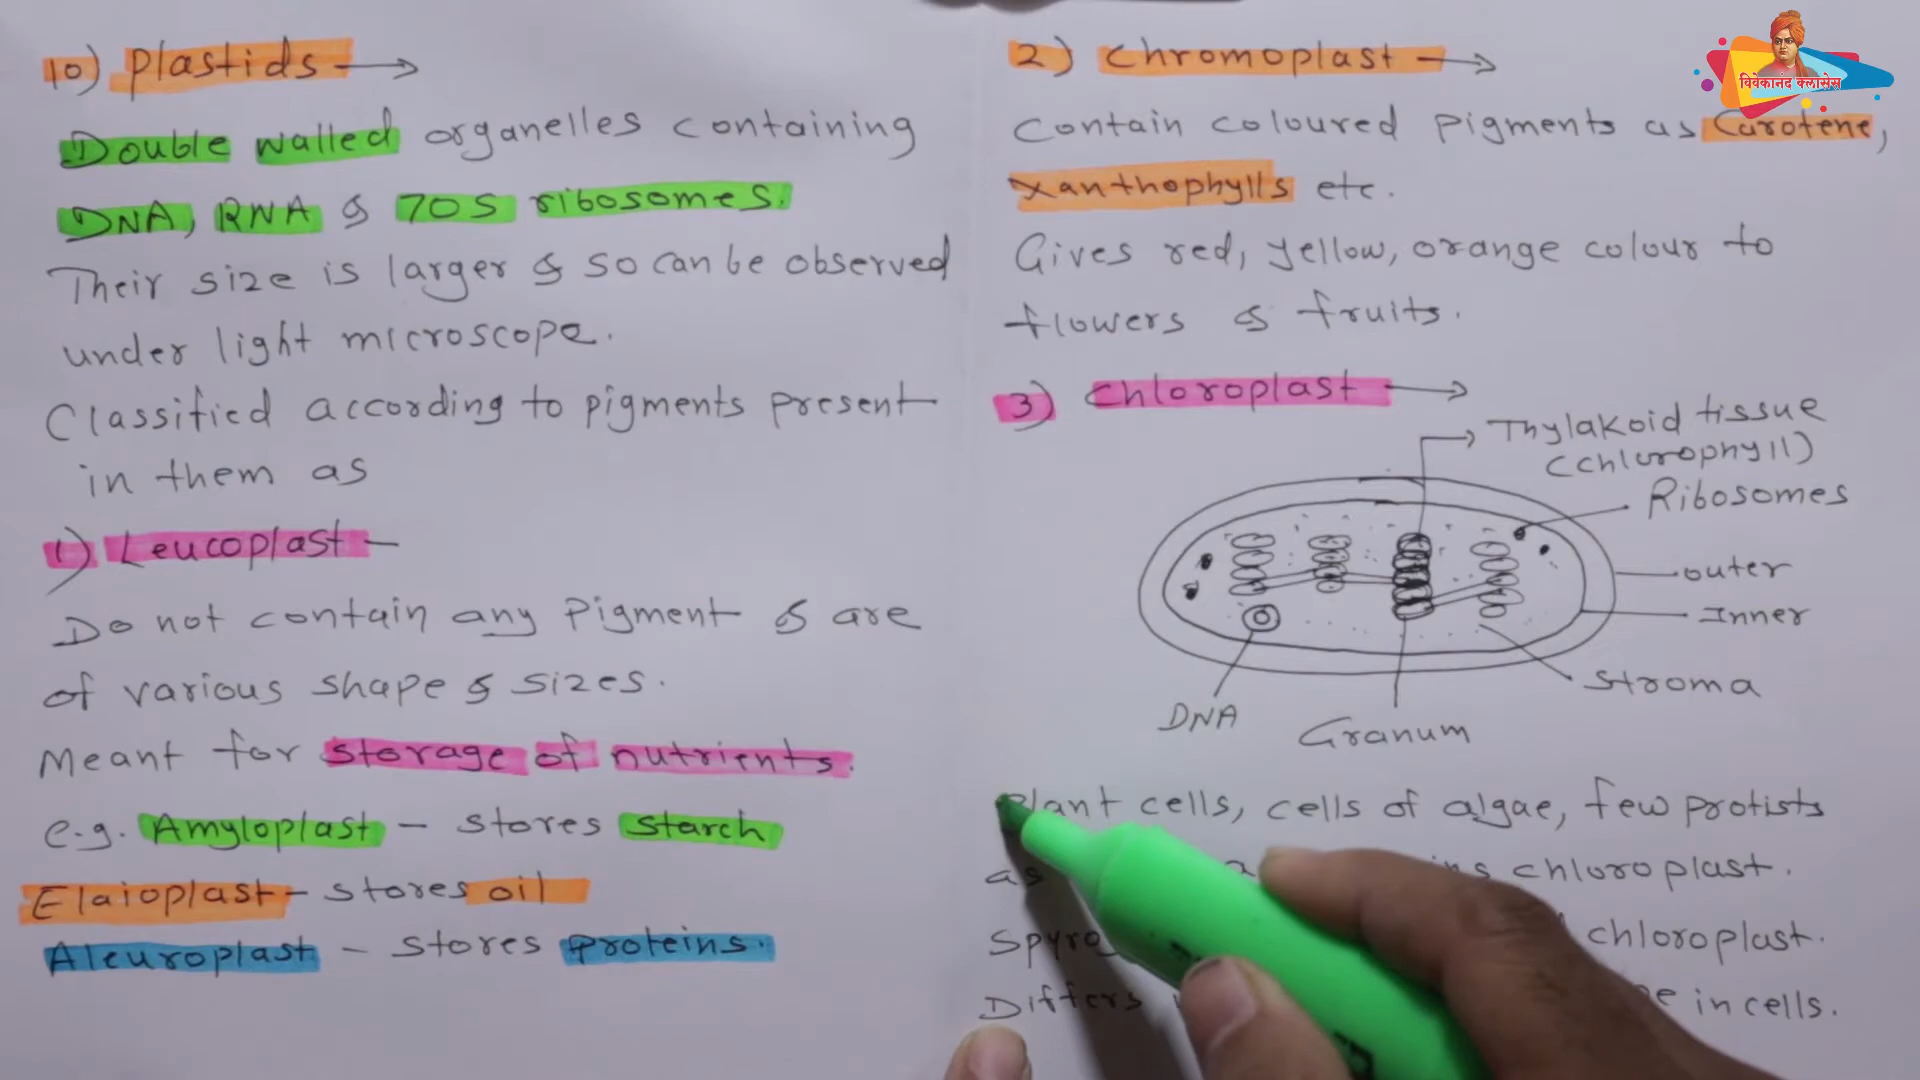 10) Plastids →
Double walled organelles containing
DNA, RNA & 70S ribosomes.
Their size is larger & so can be observed
under light microscope.
Classified according to pigments present
in them as
1) Leucoplast -
Do not contain any Pigment & are
of various shape & sizes.
Meant for storage of nutrients.
e.g. Amyloplast - stores starch
Elaioplast - stores oil
Aleuroplast - stores proteins.
2) Chromoplast →
Contain coloured pigments as Carotene,
Xanthophylls etc.
Gives red, yellow, orange colour to
flowers & fruits.
3) Chloroplast →
Thylakoid tissue
(Chlorophyll)
Ribosomes
outer
Inner
Stroma
DNA
Granum
Plant cells, cells of algae, few protists
as chloroplast.
chloroplast.
Differs in cells.
विवेकानंद क्लासेस